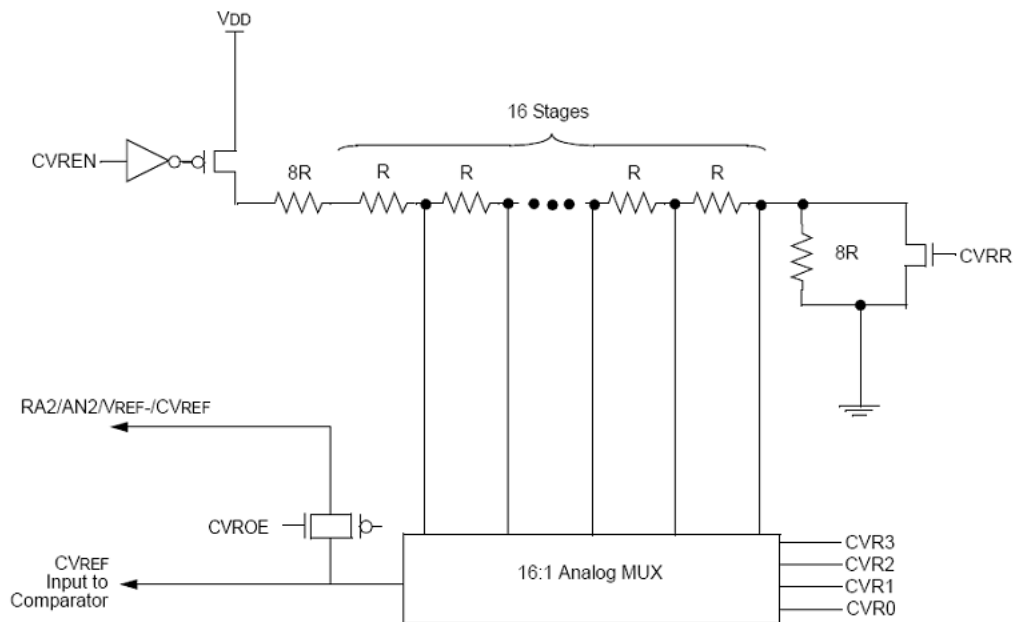 VDD
16 Stages
CVREN
8R
R
R
R
R
8R
CVRR
RA2/AN2/VREF-/CVREF
CVROE
CVREF
Input to
Comparator
16:1 Analog MUX
CVR3
CVR2
CVR1
CVR0